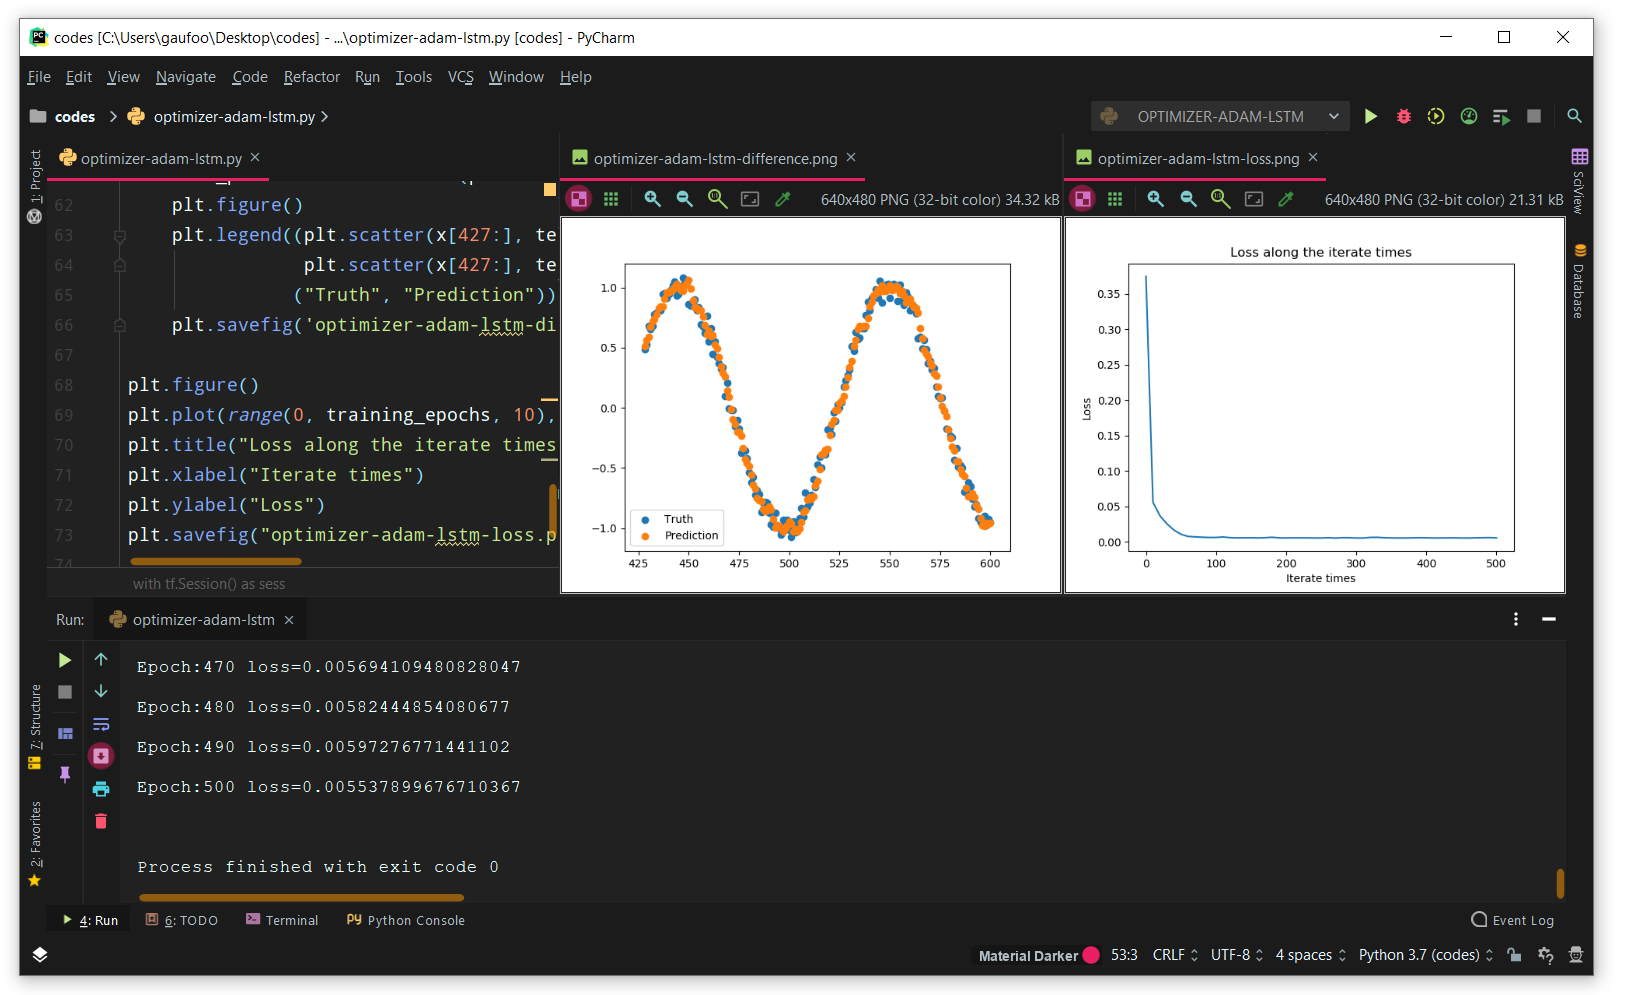 codes [C:\Users\gaufoo\Desktop\codes] - ...\optimizer-adam-lstm.py [codes] - PyCharm
File Edit View Navigate Code Refactor Run Tools VCS Window Help
codes optimizer-adam-lstm.py
OPTIMIZER-ADAM-LSTM
1: Project
optimizer-adam-lstm.py
62 plt.figure()
63 plt.legend((plt.scatter(x[427:], te
64 plt.scatter(x[427:], te
65 ("Truth", "Prediction"))
66 plt.savefig('optimizer-adam-lstm-di
67
68 plt.figure()
69 plt.plot(range(0, training_epochs, 10),
70 plt.title("Loss along the iterate times
71 plt.xlabel("Iterate times")
72 plt.ylabel("Loss")
73 plt.savefig("optimizer-adam-lstm-loss.p
74
with tf.Session() as sess
optimizer-adam-lstm-difference.png
640x480 PNG (32-bit color) 34.32 kB
1.0
0.5
0.0
−0.5
−1.0
Truth
Prediction
425 450 475 500 525 550 575 600
optimizer-adam-lstm-loss.png
640x480 PNG (32-bit color) 21.31 kB
Loss along the iterate times
0.35
0.30
0.25
0.20
0.15
0.10
0.05
0.00
Loss
0 100 200 300 400 500
Iterate times
SciView
Database
Run: optimizer-adam-lstm
Epoch:470 loss=0.005694109480828047
Epoch:480 loss=0.00582444854080677
Epoch:490 loss=0.00597276771441102
Epoch:500 loss=0.005537899676710367
Process finished with exit code 0
7: Structure
2: Favorites
4: Run 6: TODO Terminal Python Console Event Log
Material Darker 53:3 CRLF UTF-8 4 spaces Python 3.7 (codes)